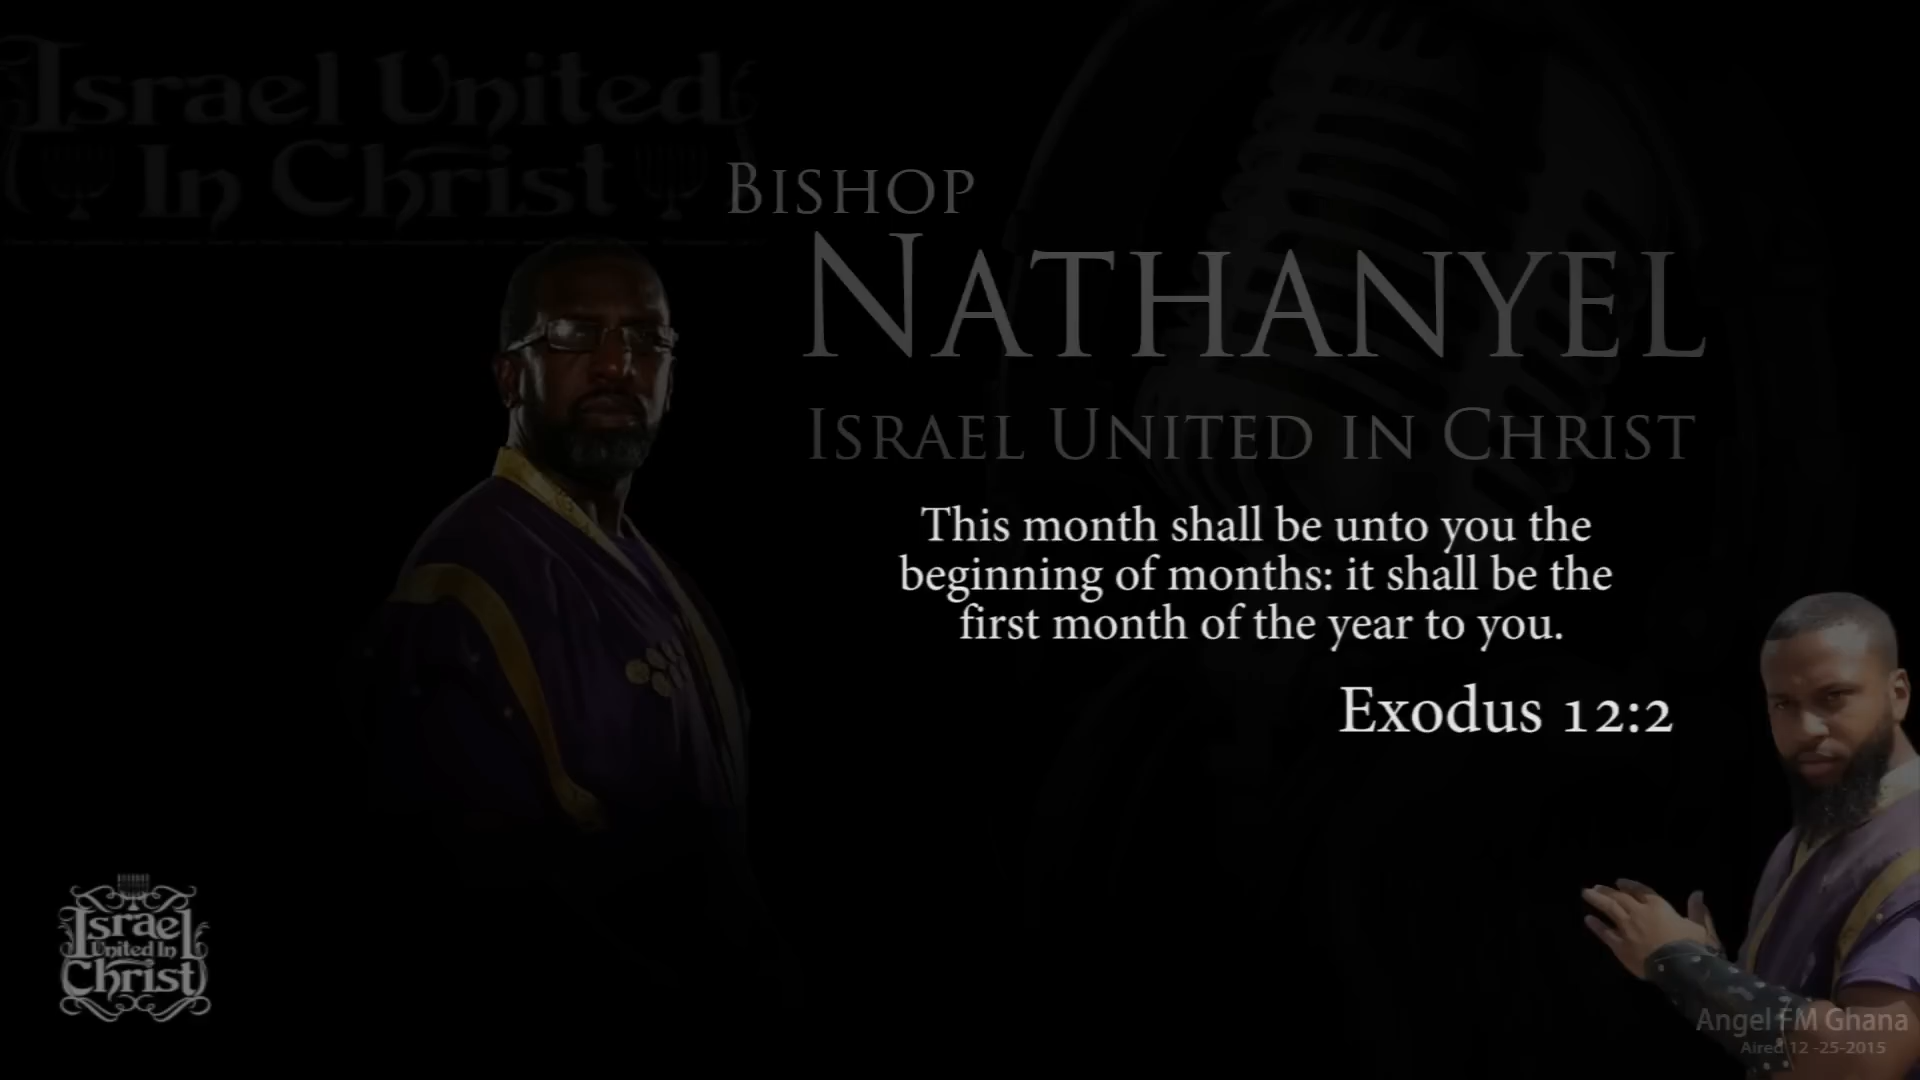 Israel United
In Christ
BISHOP
NATHANYEL
ISRAEL UNITED IN CHRIST
This month shall be unto you the
beginning of months: it shall be the
first month of the year to you.
Exodus 12:2
Israel
United In
Christ
Angel FM Ghana
Aired 12 -25-2015